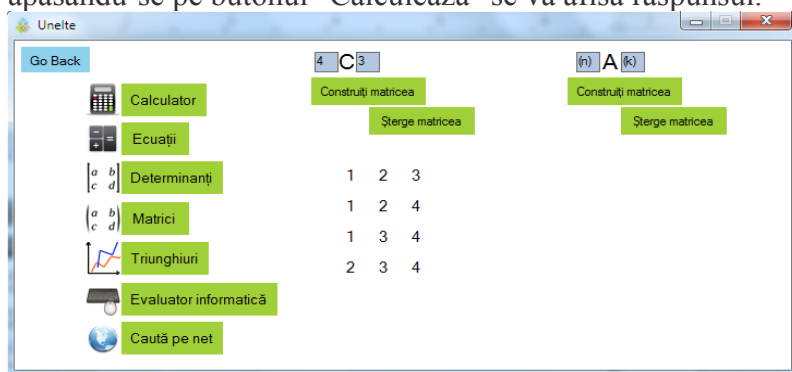 apăsându-se pe butonul "Calculează" se va afișa răspunsul.
Unelte
Go Back
4 C 3
(n) A (k)
Construiți matricea
Construiți matricea
Șterge matricea
Șterge matricea
Calculator
Ecuații
a b
c d
Determinanți
a b
c d
Matrici
Triunghiuri
Evaluator informatică
Caută pe net
1 2 3
1 2 4
1 3 4
2 3 4